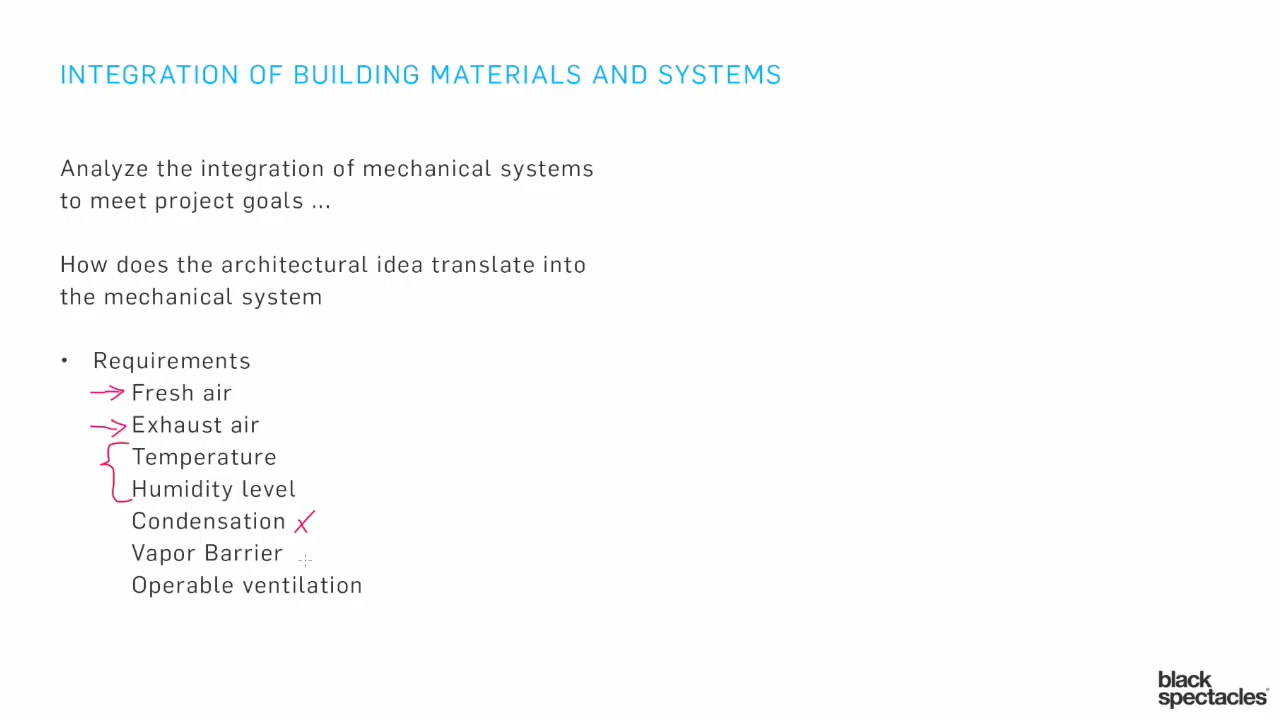 INTEGRATION OF BUILDING MATERIALS AND SYSTEMS
Analyze the integration of mechanical systems
to meet project goals ...
How does the architectural idea translate into
the mechanical system
• Requirements
Fresh air
Exhaust air
Temperature
Humidity level
Condensation
Vapor Barrier
Operable ventilation
black
spectacles